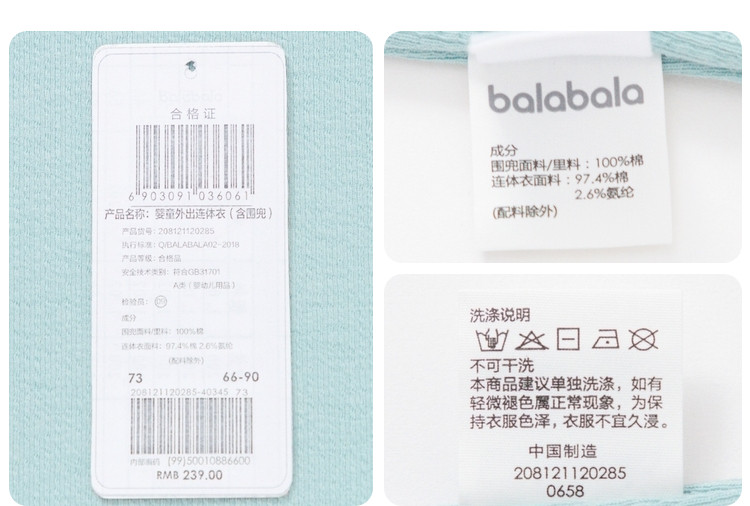 合格证
6 903091 036061
产品名称: 婴童外出连体衣(含围兜)
产品货号: 208121120285
执行标准: Q/BALABALA02-2018
产品等级: 合格品
安全技术类别: 符合GB31701
A类(婴幼儿用品)
检验员:
成分
围兜面料/里料: 100%棉
连体衣面料: 97.4%棉 2.6%氨纶
(配料除外)
73 66-90
208121120285-40345 73
内部编码 (99)50010886600
RMB 239.00
balabala
成分
围兜面料/里料: 100%棉
连体衣面料: 97.4%棉
2.6%氨纶
(配料除外)
洗涤说明
不可干洗
本商品建议单独洗涤, 如有
轻微褪色属正常现象, 为保
持衣服色泽, 衣服不宜久浸。
中国制造
208121120285
0658